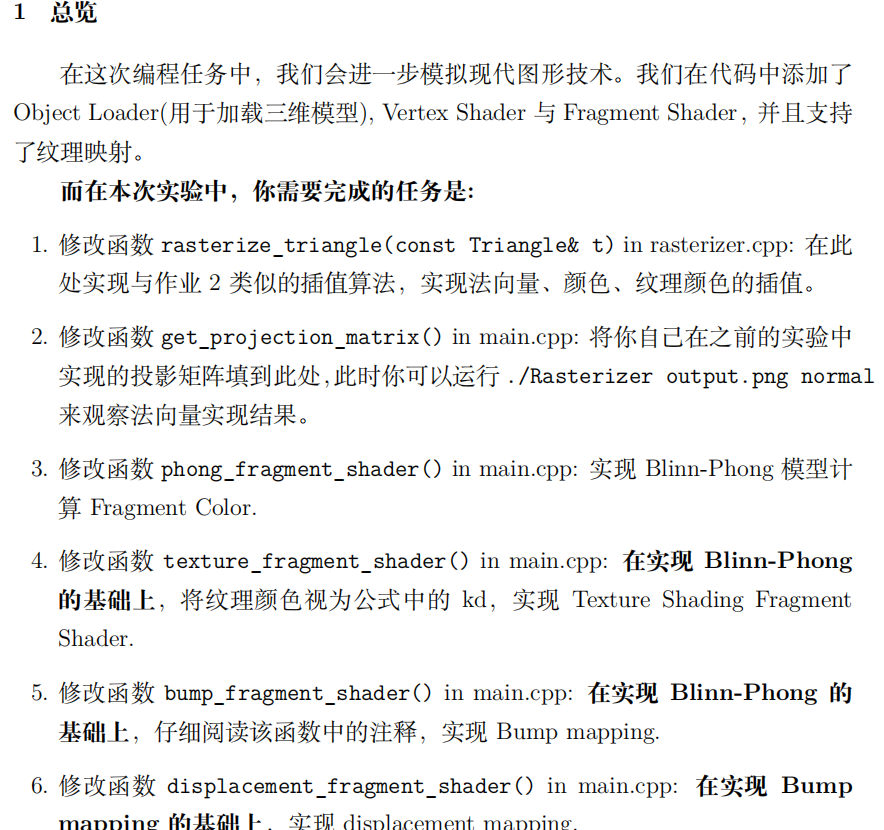 1 总览
在这次编程任务中，我们会进一步模拟现代图形技术。我们在代码中添加了
Object Loader(用于加载三维模型), Vertex Shader 与 Fragment Shader，并且支持
了纹理映射。
而在本次实验中，你需要完成的任务是：
1. 修改函数 rasterize_triangle(const Triangle& t) in rasterizer.cpp: 在此
处实现与作业 2 类似的插值算法，实现法向量、颜色、纹理颜色的插值。
2. 修改函数 get_projection_matrix() in main.cpp: 将你自己在之前的实验中
实现的投影矩阵填到此处,此时你可以运行 ./Rasterizer output.png normal
来观察法向量实现结果。
3. 修改函数 phong_fragment_shader() in main.cpp: 实现 Blinn-Phong 模型计
算 Fragment Color.
4. 修改函数 texture_fragment_shader() in main.cpp: 在实现 Blinn-Phong
的基础上，将纹理颜色视为公式中的 kd，实现 Texture Shading Fragment
Shader.
5. 修改函数 bump_fragment_shader() in main.cpp: 在实现 Blinn-Phong 的
基础上，仔细阅读该函数中的注释，实现 Bump mapping.
6. 修改函数 displacement_fragment_shader() in main.cpp: 在实现 Bump
mapping 的基础上，实现 displacement mapping.